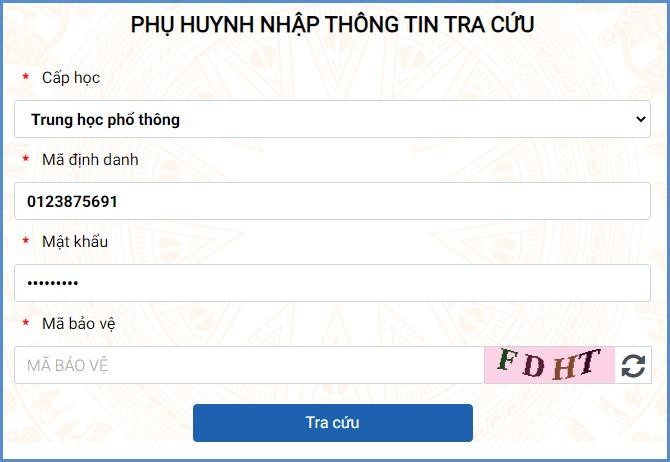 PHỤ HUYNH NHẬP THÔNG TIN TRA CỨU
* Cấp học
Trung học phổ thông
* Mã định danh
0123875691
* Mật khẩu
•••••••••
* Mã bảo vệ
MÃ BẢO VỆ FDHT
Tra cứu